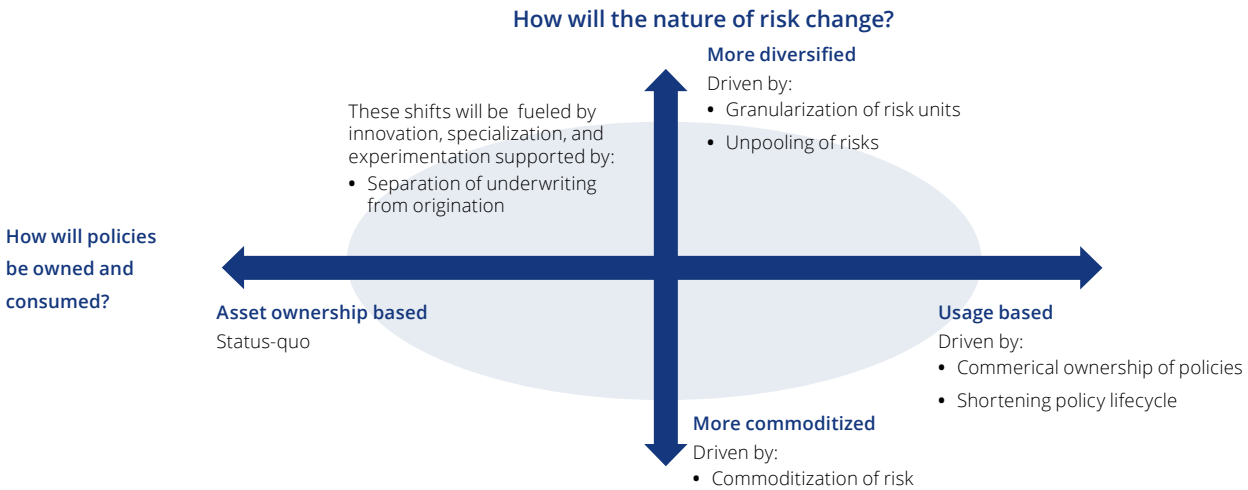 How will the nature of risk change?
More diversified
Driven by:
• Granularization of risk units
• Unpooling of risks
These shifts will be fueled by
innovation, specialization, and
experimentation supported by:
• Separation of underwriting
from origination
How will policies
be owned and
consumed?
Asset ownership based
Status-quo
Usage based
Driven by:
• Commerical ownership of policies
• Shortening policy lifecycle
More commoditized
Driven by:
• Commoditization of risk